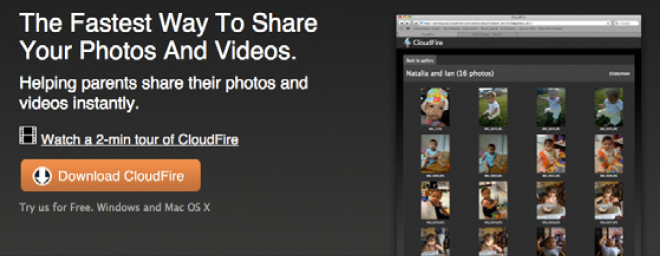 The Fastest Way To Share
Your Photos And Videos.
Helping parents share their photos and
videos instantly.
Watch a 2-min tour of CloudFire
Download CloudFire
Try us for Free. Windows and Mac OS X
CloudFire
CloudFire
Back to gallery
Natalia and Ian (16 photos)
Slideshow